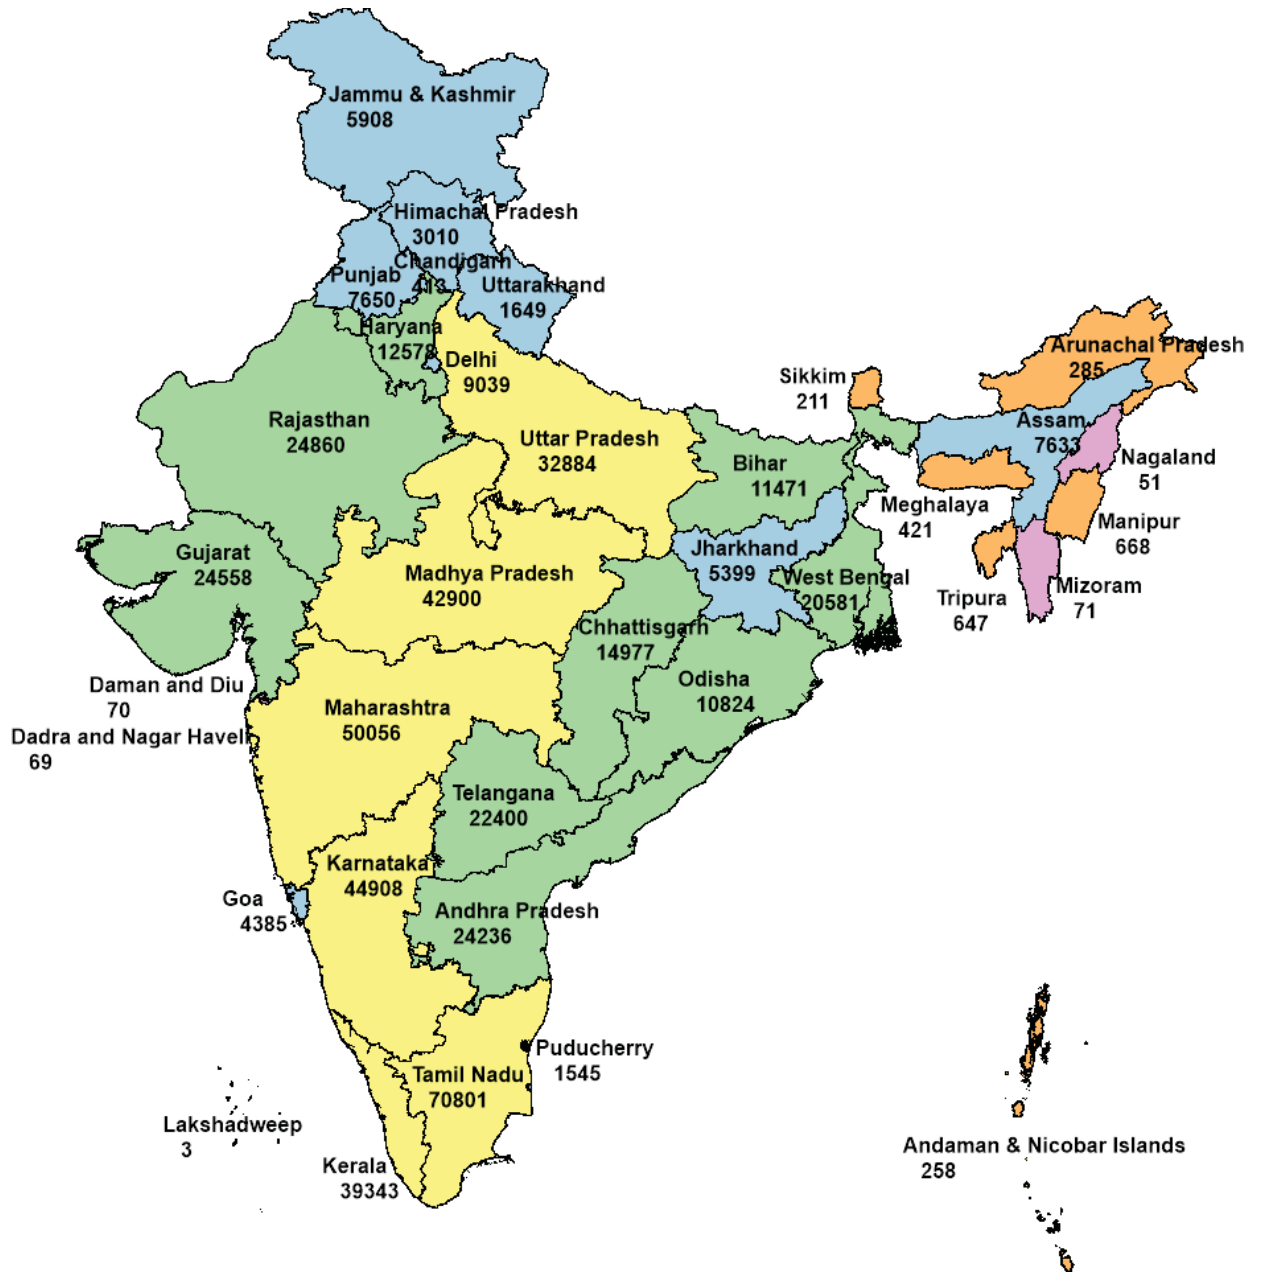 Jammu & Kashmir
5908
Himachal Pradesh
3010
Chandigarh
413
Punjab
7650
Uttarakhand
1649
Haryana
12578
Delhi
9039
Arunachal Pradesh
285
Sikkim
211
Rajasthan
24860
Uttar Pradesh
32884
Bihar
11471
Assam
7633
Nagaland
51
Meghalaya
421
Manipur
668
Gujarat
24558
Madhya Pradesh
42900
Jharkhand
5399
West Bengal
20581
Tripura
647
Mizoram
71
Chhattisgarh
14977
Daman and Diu
70
Odisha
10824
Maharashtra
50056
Dadra and Nagar Haveli
69
Telangana
22400
Karnataka
44908
Goa
4385
Andhra Pradesh
24236
Puducherry
1545
Tamil Nadu
70801
Lakshadweep
3
Kerala
39343
Andaman & Nicobar Islands
258